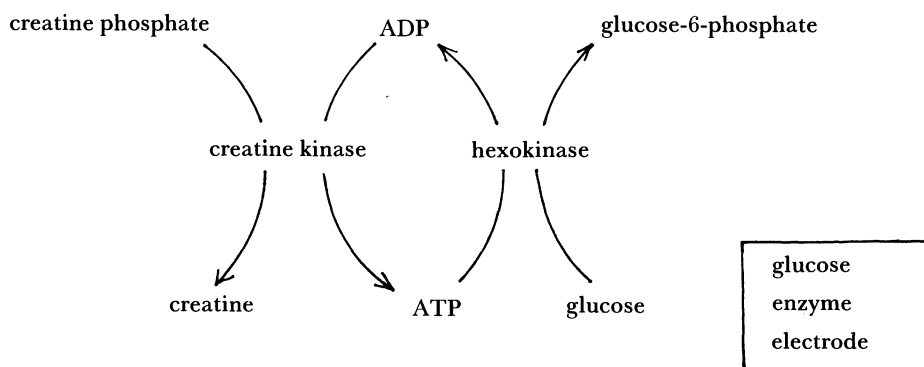 creatine phosphate ADP glucose-6-phosphate
creatine kinase hexokinase
glucose
creatine ATP glucose
enzyme
electrode